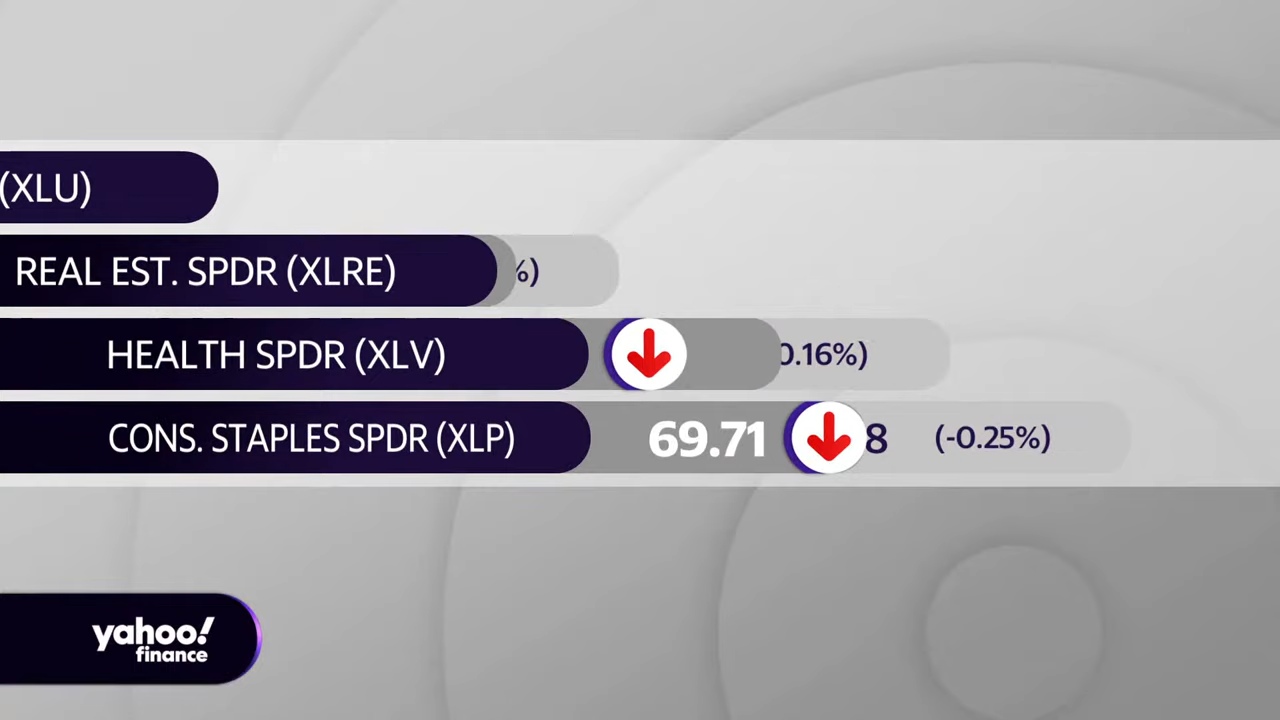 (XLU)
REAL EST. SPDR (XLRE) %)
HEALTH SPDR (XLV) 0.16%)
CONS. STAPLES SPDR (XLP) 69.71 8 (-0.25%)
yahoo!
finance